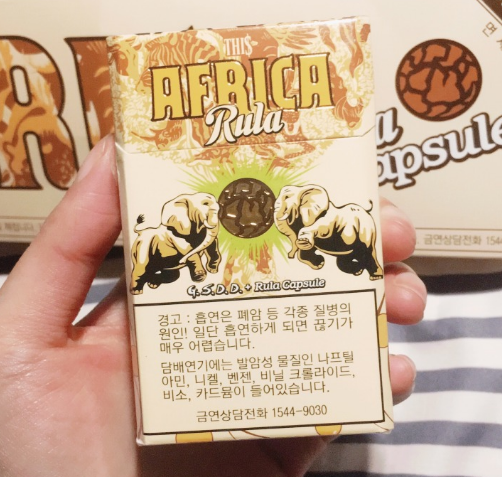 THIS
AFRICA
Rula
G.S.D.D. + Rula Capsule
경고 : 흡연은 폐암 등 각종 질병의
원인! 일단 흡연하게 되면 끊기가
매우 어렵습니다.
담배연기에는 발암성 물질인 나프틸
아민, 니켈, 벤젠, 비닐 크롤라이드,
비소, 카드뮴이 들어있습니다.
금연상담전화 1544-9030
apsule
금연상담전화 1544